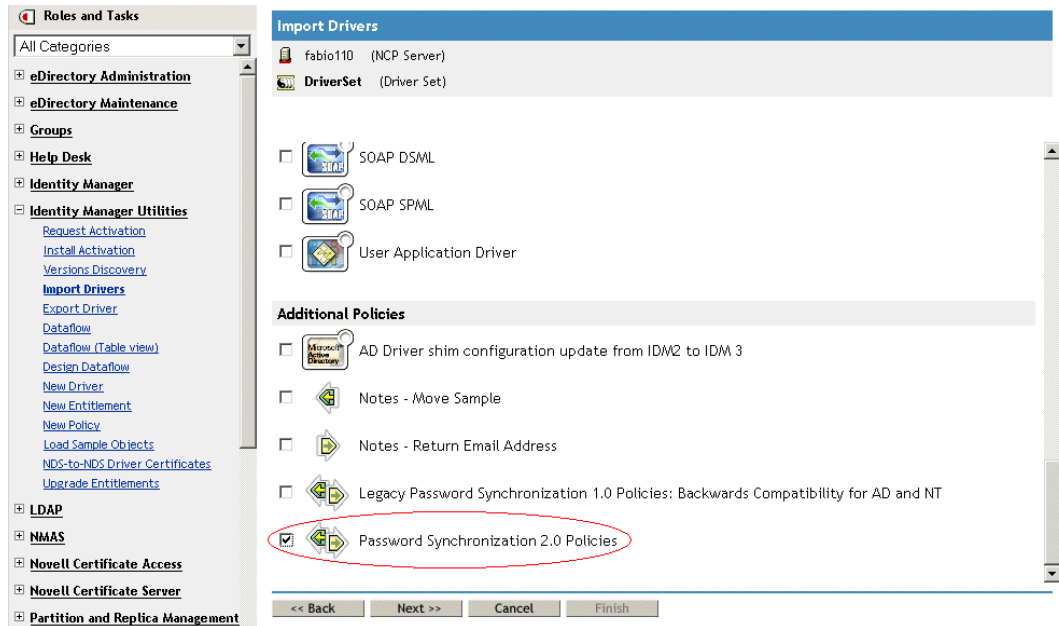 Roles and Tasks
All Categories
eDirectory Administration
eDirectory Maintenance
Groups
Help Desk
Identity Manager
Identity Manager Utilities
Request Activation
Install Activation
Versions Discovery
Import Drivers
Export Driver
Dataflow
Dataflow (Table view)
Design Dataflow
New Driver
New Entitlement
New Policy
Load Sample Objects
NDS-to-NDS Driver Certificates
Upgrade Entitlements
LDAP
NMAS
Novell Certificate Access
Novell Certificate Server
Partition and Replica Management
Import Drivers
fabio110 (NCP Server)
DriverSet (Driver Set)
SOAP SOAP DSML
SOAP SOAP SPML
User Application Driver
Additional Policies
Microsoft Active Directory AD Driver shim configuration update from IDM2 to IDM 3
Notes - Move Sample
Notes - Return Email Address
Legacy Password Synchronization 1.0 Policies: Backwards Compatibility for AD and NT
Password Synchronization 2.0 Policies
<< Back Next >> Cancel Finish